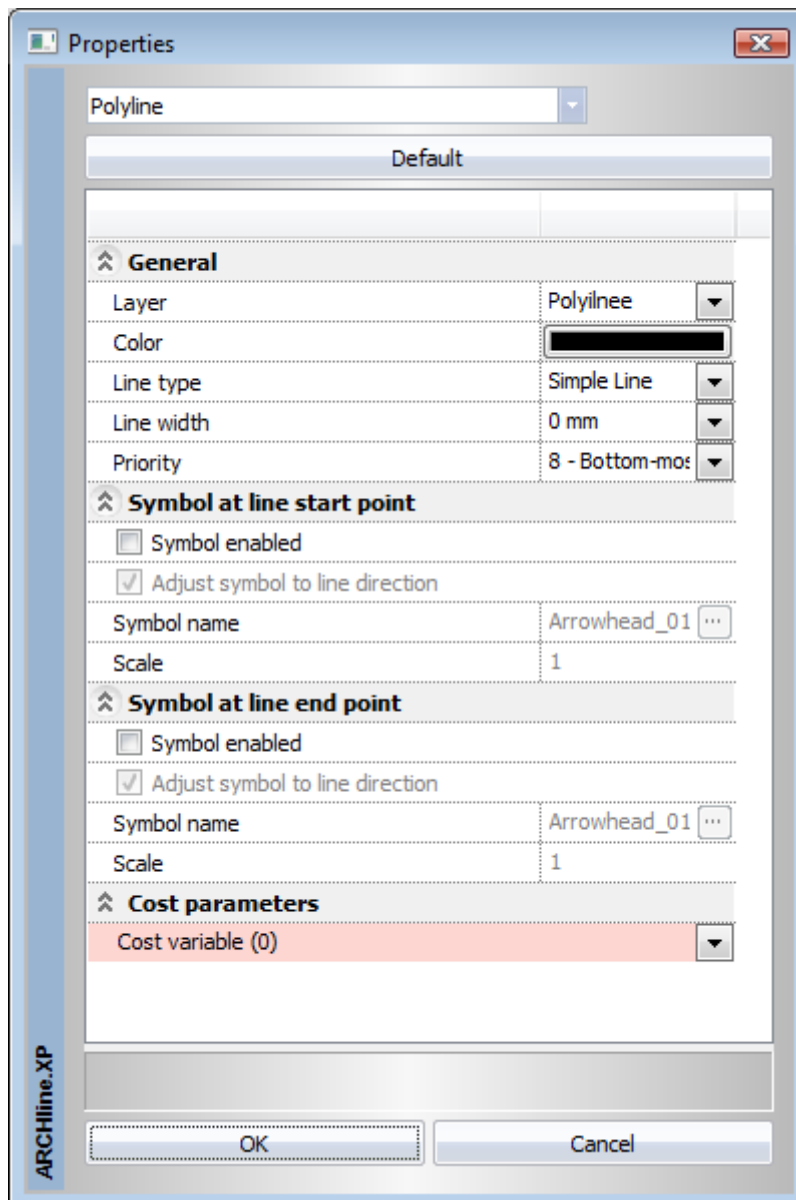 Properties
Polyline
Default
General
Layer Polyilnee
Color
Line type Simple Line
Line width 0 mm
Priority 8 - Bottom-mos
Symbol at line start point
Symbol enabled
Adjust symbol to line direction
Symbol name Arrowhead_01 ...
Scale 1
Symbol at line end point
Symbol enabled
Adjust symbol to line direction
Symbol name Arrowhead_01 ...
Scale 1
Cost parameters
Cost variable (0)
ARCHline.XP
OK Cancel